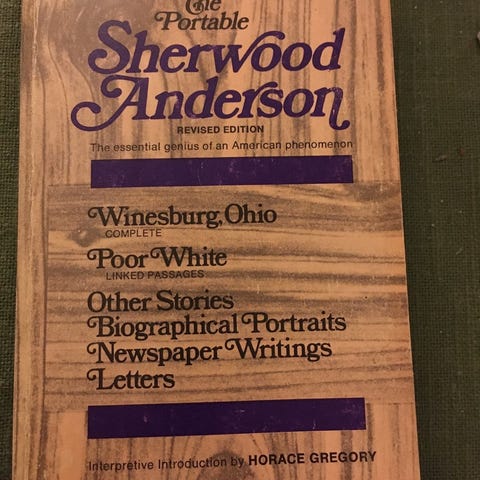 The
Portable
Sherwood
Anderson
REVISED EDITION
The essential genius of an American phenomenon
Winesburg, Ohio
COMPLETE
Poor White
LINKED PASSAGES
Other Stories
Biographical Portraits
Newspaper Writings
Letters
Interpretive Introduction by HORACE GREGORY